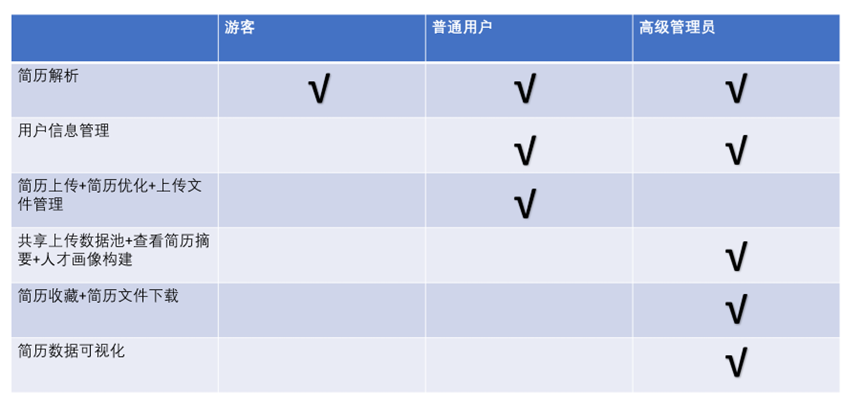 游客 普通用户 高级管理员
简历解析 √ √ √
用户信息管理 √ √
简历上传+简历优化+上传文
件管理 √
共享上传数据池+查看简历摘
要+人才画像构建 √
简历收藏+简历文件下载 √
简历数据可视化 √